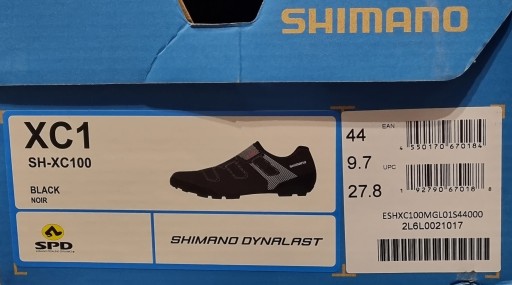 SHIMANO
XC1
SH-XC100
BLACK
NOIR
SPD
SHIMANO DYNALAST
SHIMANO
44
9.7
27.8
EAN
4 550170 670184
UPC
1 92790 67018 8
ESHXC100MGL01S44000
2L6L0021017